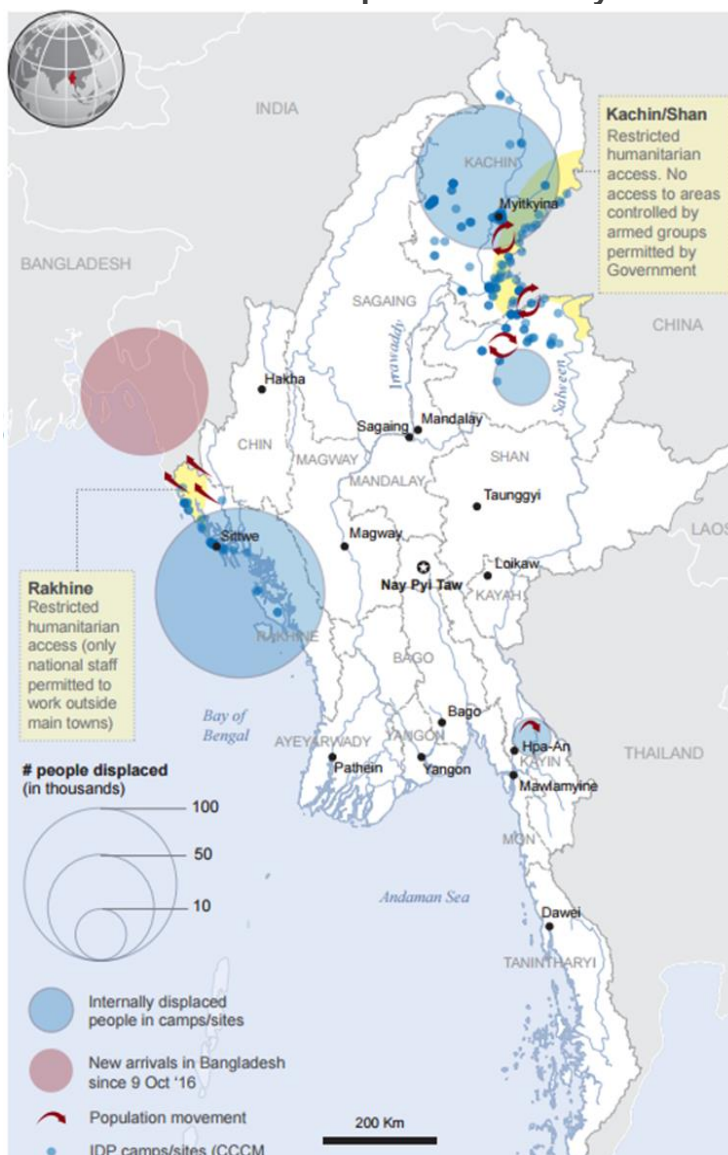 INDIA
Kachin/Shan
Restricted
humanitarian
access. No
access to areas
controlled by
armed groups
permitted by
Government
KACHIN
Myitkyina
BANGLADESH
SAGAING
CHINA
Irrawaddy
Hakha
Salween
Sagaing
Mandalay
CHIN
MAGWAY
SHAN
MANDALAY
Taunggyi
LAOS
Sittwe
Magway
Nay Pyi Taw
Loikaw
KAYAH
Rakhine
Restricted
humanitarian
access (only
national staff
permitted to
work outside
main towns)
RAKHINE
BAGO
Bay of
Bengal
Bago
AYEYARWADY
YANGON
Hpa-An
KAYIN
THAILAND
Pathein
Yangon
Mawlamyine
# people displaced
(in thousands)
100
50
10
MON
Andaman Sea
Dawei
TANINTHARYI
Internally displaced
people in camps/sites
New arrivals in Bangladesh
since 9 Oct '16
Population movement
200 Km
IDP camps/sites (CCCM